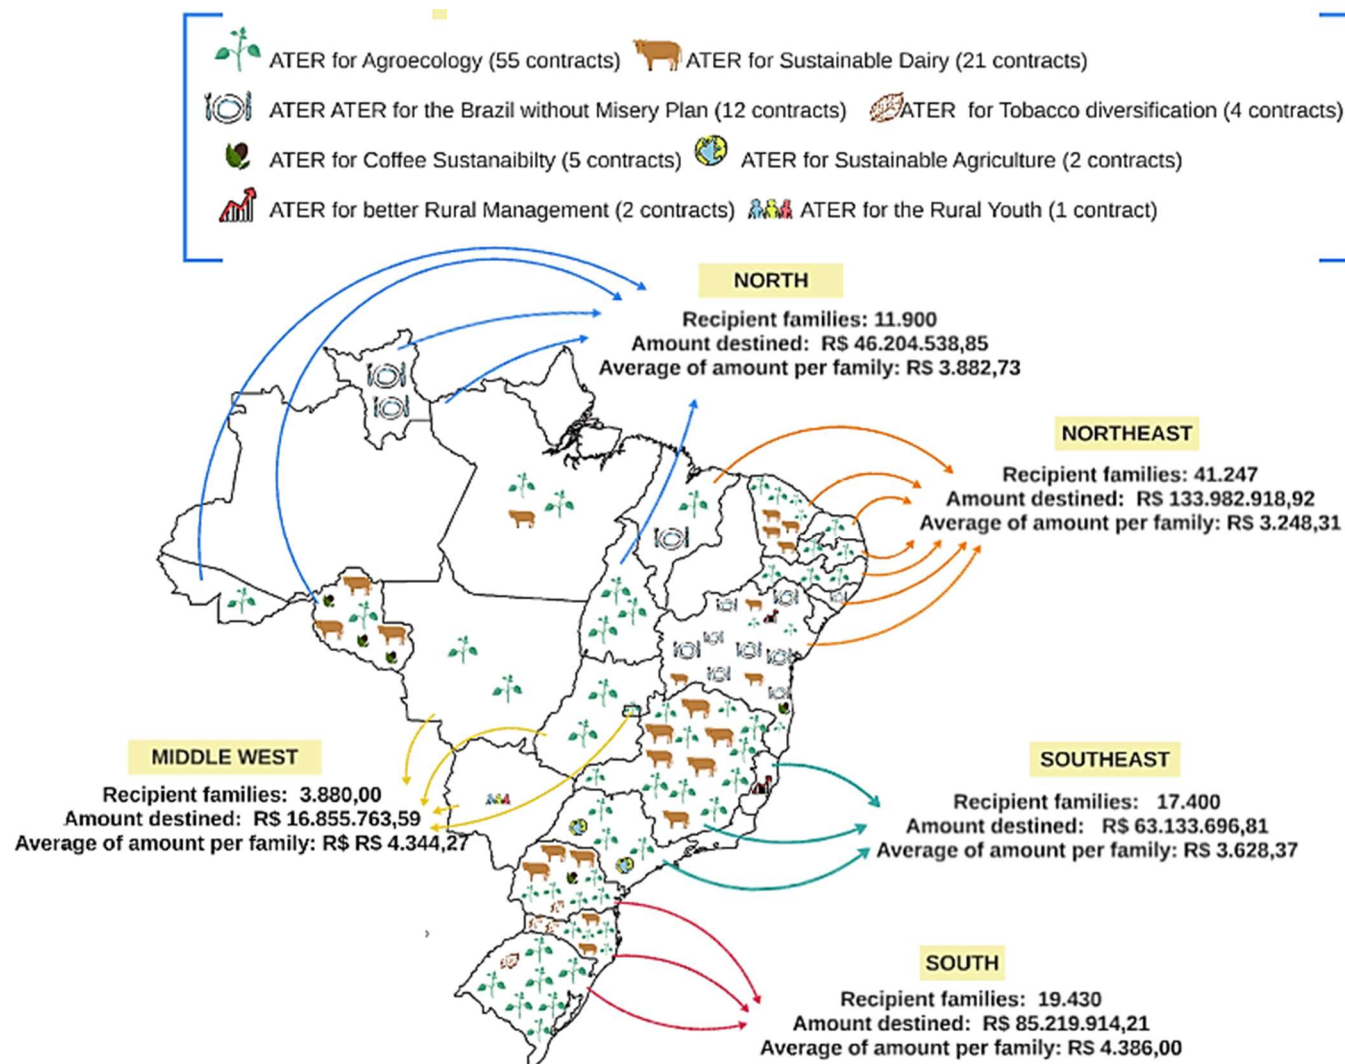 ATER for Agroecology (55 contracts) ATER for Sustainable Dairy (21 contracts)
ATER ATER for the Brazil without Misery Plan (12 contracts) ATER for Tobacco diversification (4 contracts)
ATER for Coffee Sustanaibilty (5 contracts) ATER for Sustainable Agriculture (2 contracts)
ATER for better Rural Management (2 contracts) ATER for the Rural Youth (1 contract)
NORTH
Recipient families: 11.900
Amount destined: R$ 46.204.538,85
Average of amount per family: R$ 3.882,73
NORTHEAST
Recipient families: 41.247
Amount destined: R$ 133.982.918,92
Average of amount per family: R$ 3.248,31
MIDDLE WEST
Recipient families: 3.880,00
Amount destined: R$ 16.855.763,59
Average of amount per family: R$ R$ 4.344,27
SOUTHEAST
Recipient families: 17.400
Amount destined: R$ 63.133.696,81
Average of amount per family: R$ 3.628,37
SOUTH
Recipient families: 19.430
Amount destined: R$ 85.219.914,21
Average of amount per family: R$ 4.386,00